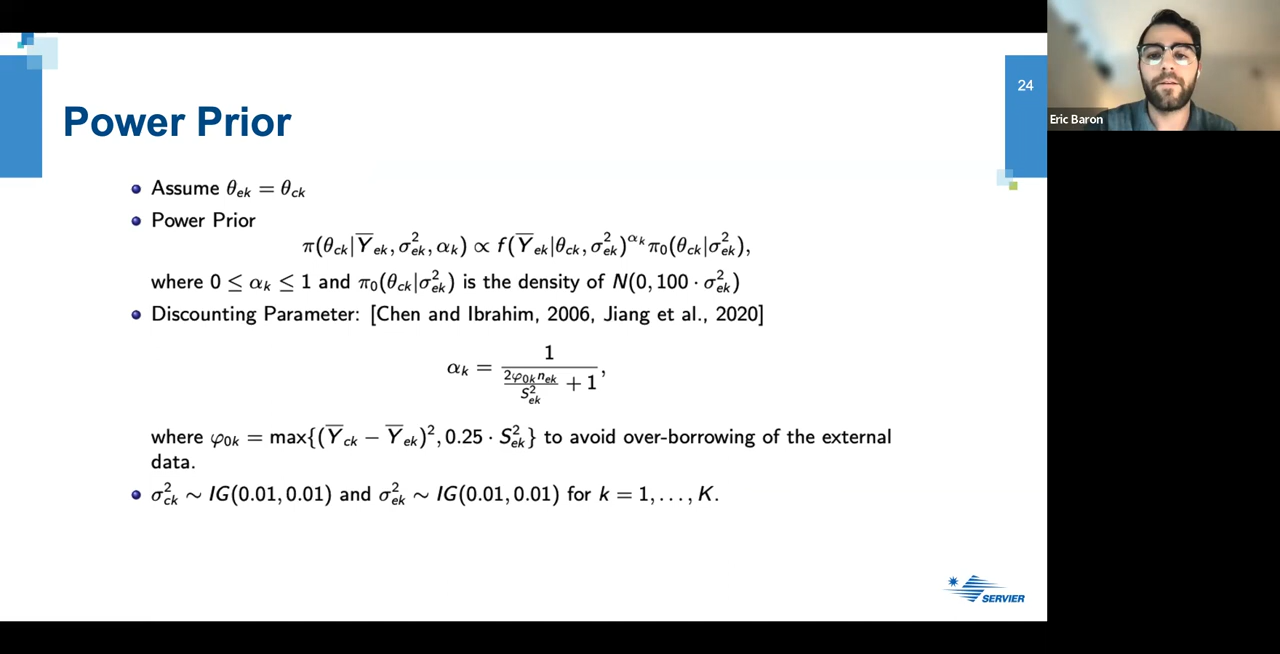 24
Eric Baron
Power Prior
Assume θ_ek = θ_ck
Power Prior
π(θ_ck|Y̅_ek, σ²_ek, α_k) ∝ f(Y̅_ek|θ_ck, σ²_ek)^α_k π_0(θ_ck|σ²_ek),
where 0 ≤ α_k ≤ 1 and π_0(θ_ck|σ²_ek) is the density of N(0, 100 · σ²_ek)
Discounting Parameter: [Chen and Ibrahim, 2006, Jiang et al., 2020]
α_k = 1 / (2φ_0k n_ek / S²_ek + 1),
where φ_0k = max{(Y̅_ck − Y̅_ek)², 0.25 · S²_ek} to avoid over-borrowing of the external
data.
σ²_ck ~ IG(0.01, 0.01) and σ²_ek ~ IG(0.01, 0.01) for k = 1, . . . , K.
SERVIER